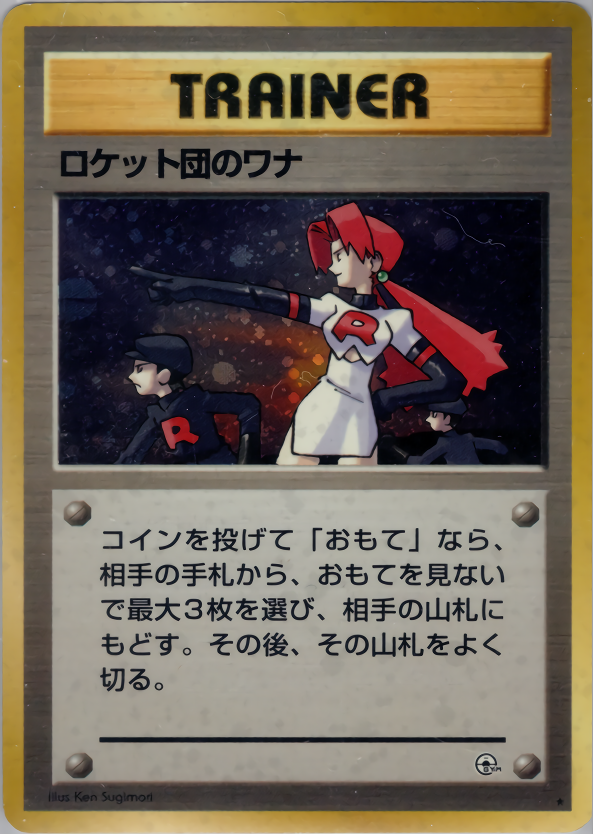 TRAINER
ロケット団のワナ
R
R
コインを投げて「おもて」なら、
相手の手札から、おもてを見ない
で最大3枚を選び、相手の山札に
もどす。その後、その山札をよく
切る。
GYM
Illus Ken Sugimori
★